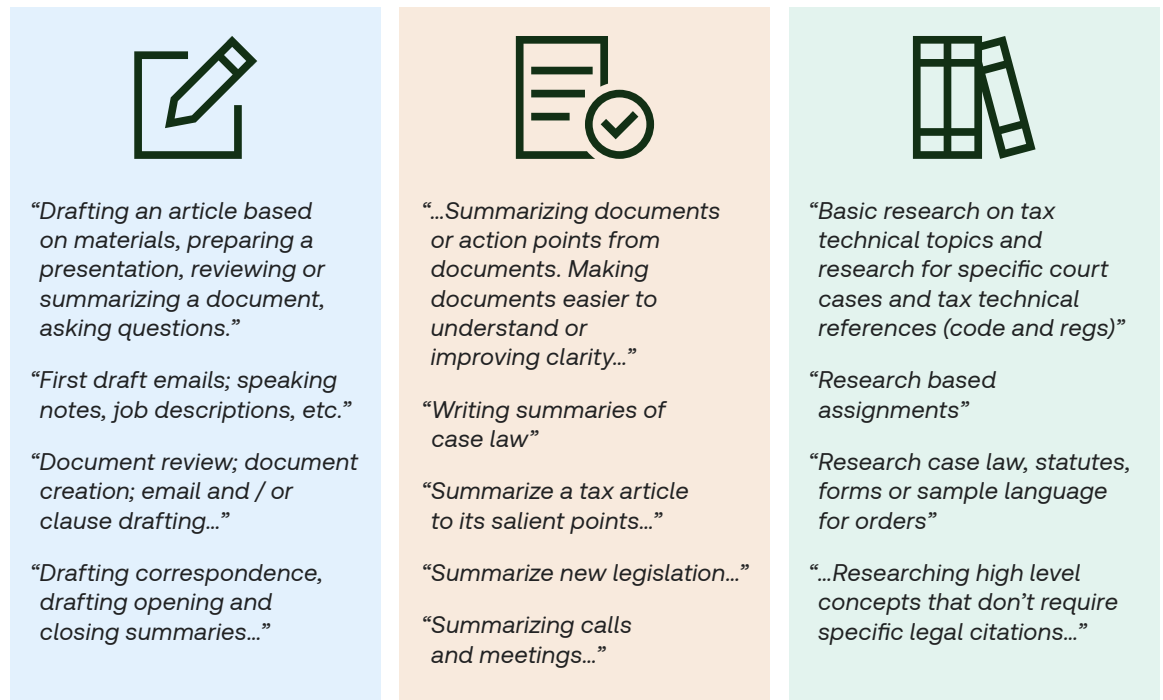 “Drafting an article based
on materials, preparing a
presentation, reviewing or
summarizing a document,
asking questions.”
“First draft emails; speaking
notes, job descriptions, etc.”
“Document review; document
creation; email and / or
clause drafting...”
“Drafting correspondence,
drafting opening and
closing summaries...”
“...Summarizing documents
or action points from
documents. Making
documents easier to
understand or
improving clarity...”
“Writing summaries of
case law”
“Summarize a tax article
to its salient points...”
“Summarize new legislation...”
“Summarizing calls
and meetings...”
“Basic research on tax
technical topics and
research for specific court
cases and tax technical
references (code and regs)”
“Research based
assignments”
“Research case law, statutes,
forms or sample language
for orders”
“...Researching high level
concepts that don’t require
specific legal citations...”